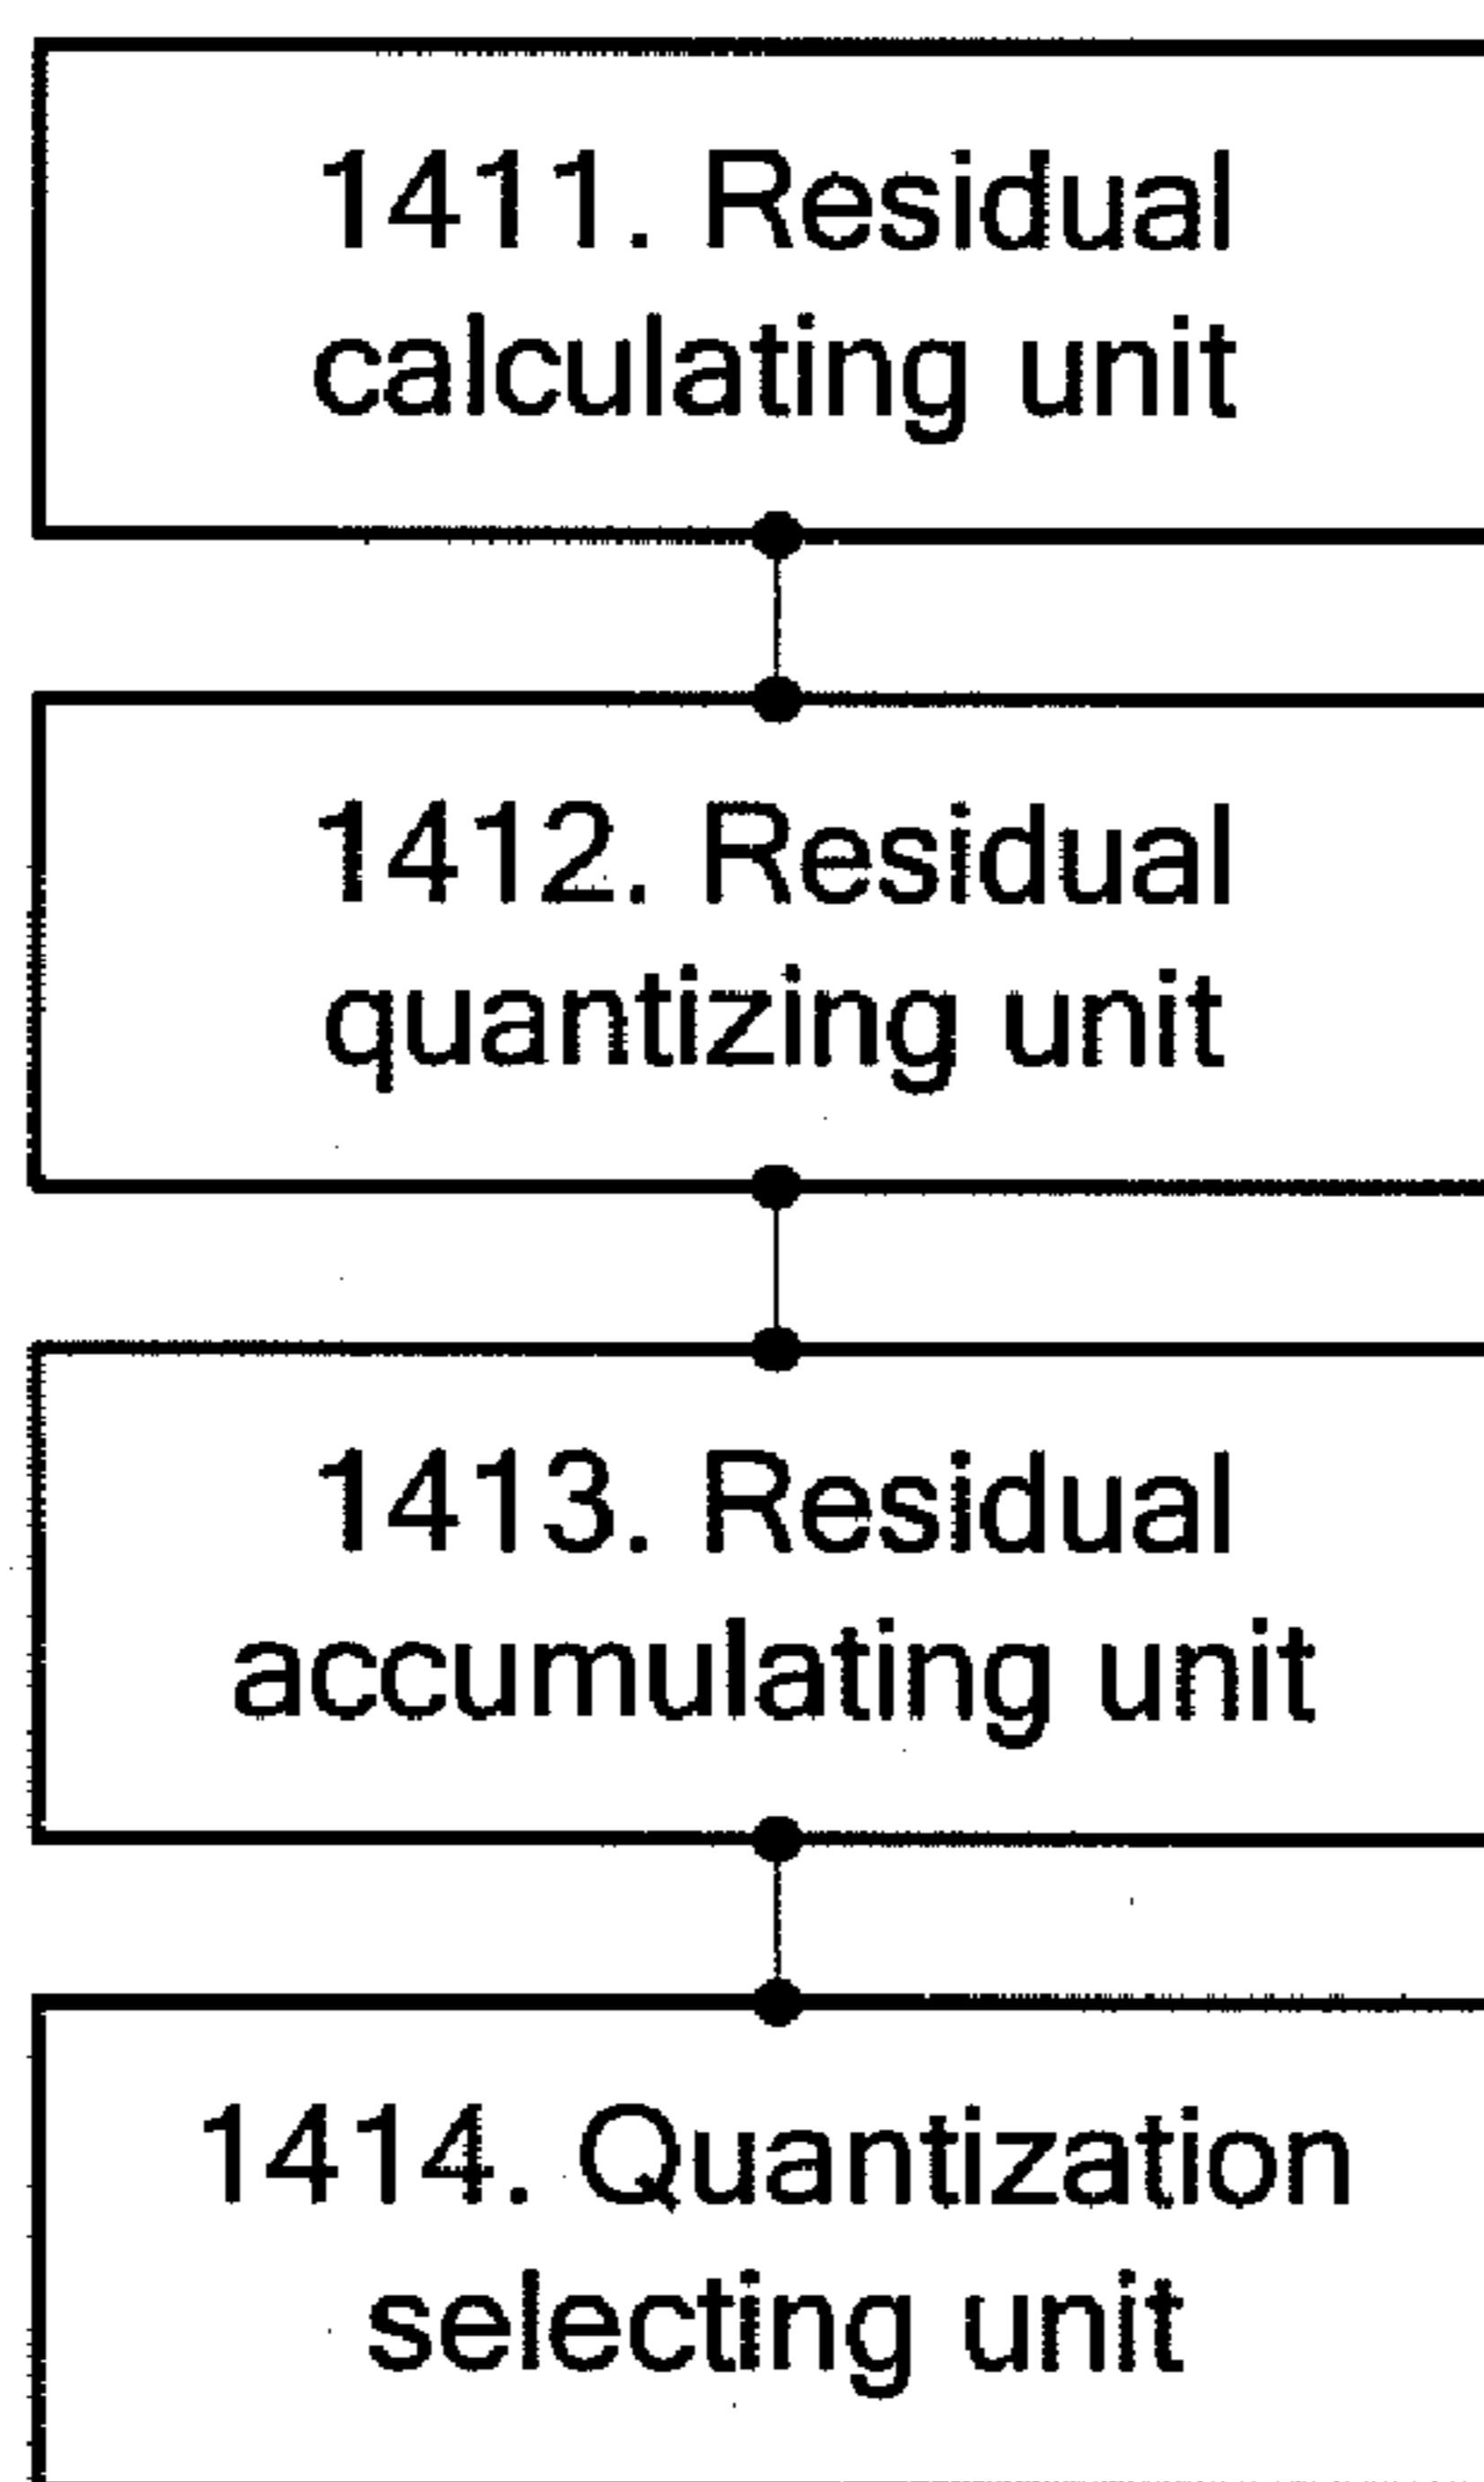 1411. Residual
calculating unit
1412. Residual
quantizing unit
1413. Residual
accumulating unit
1414. Quantization
selecting unit